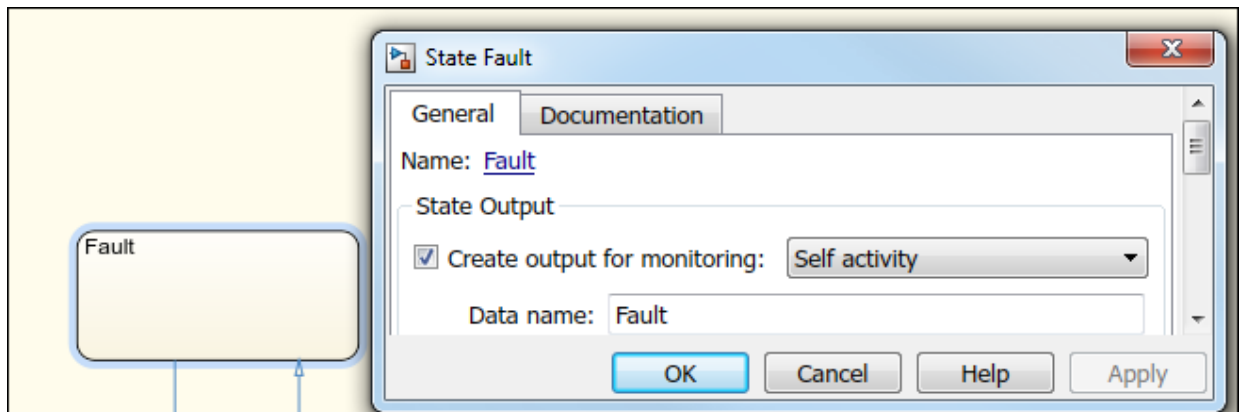 State Fault
General Documentation
Name: Fault
State Output
Fault
Create output for monitoring: Self activity
Data name: Fault
OK Cancel Help Apply